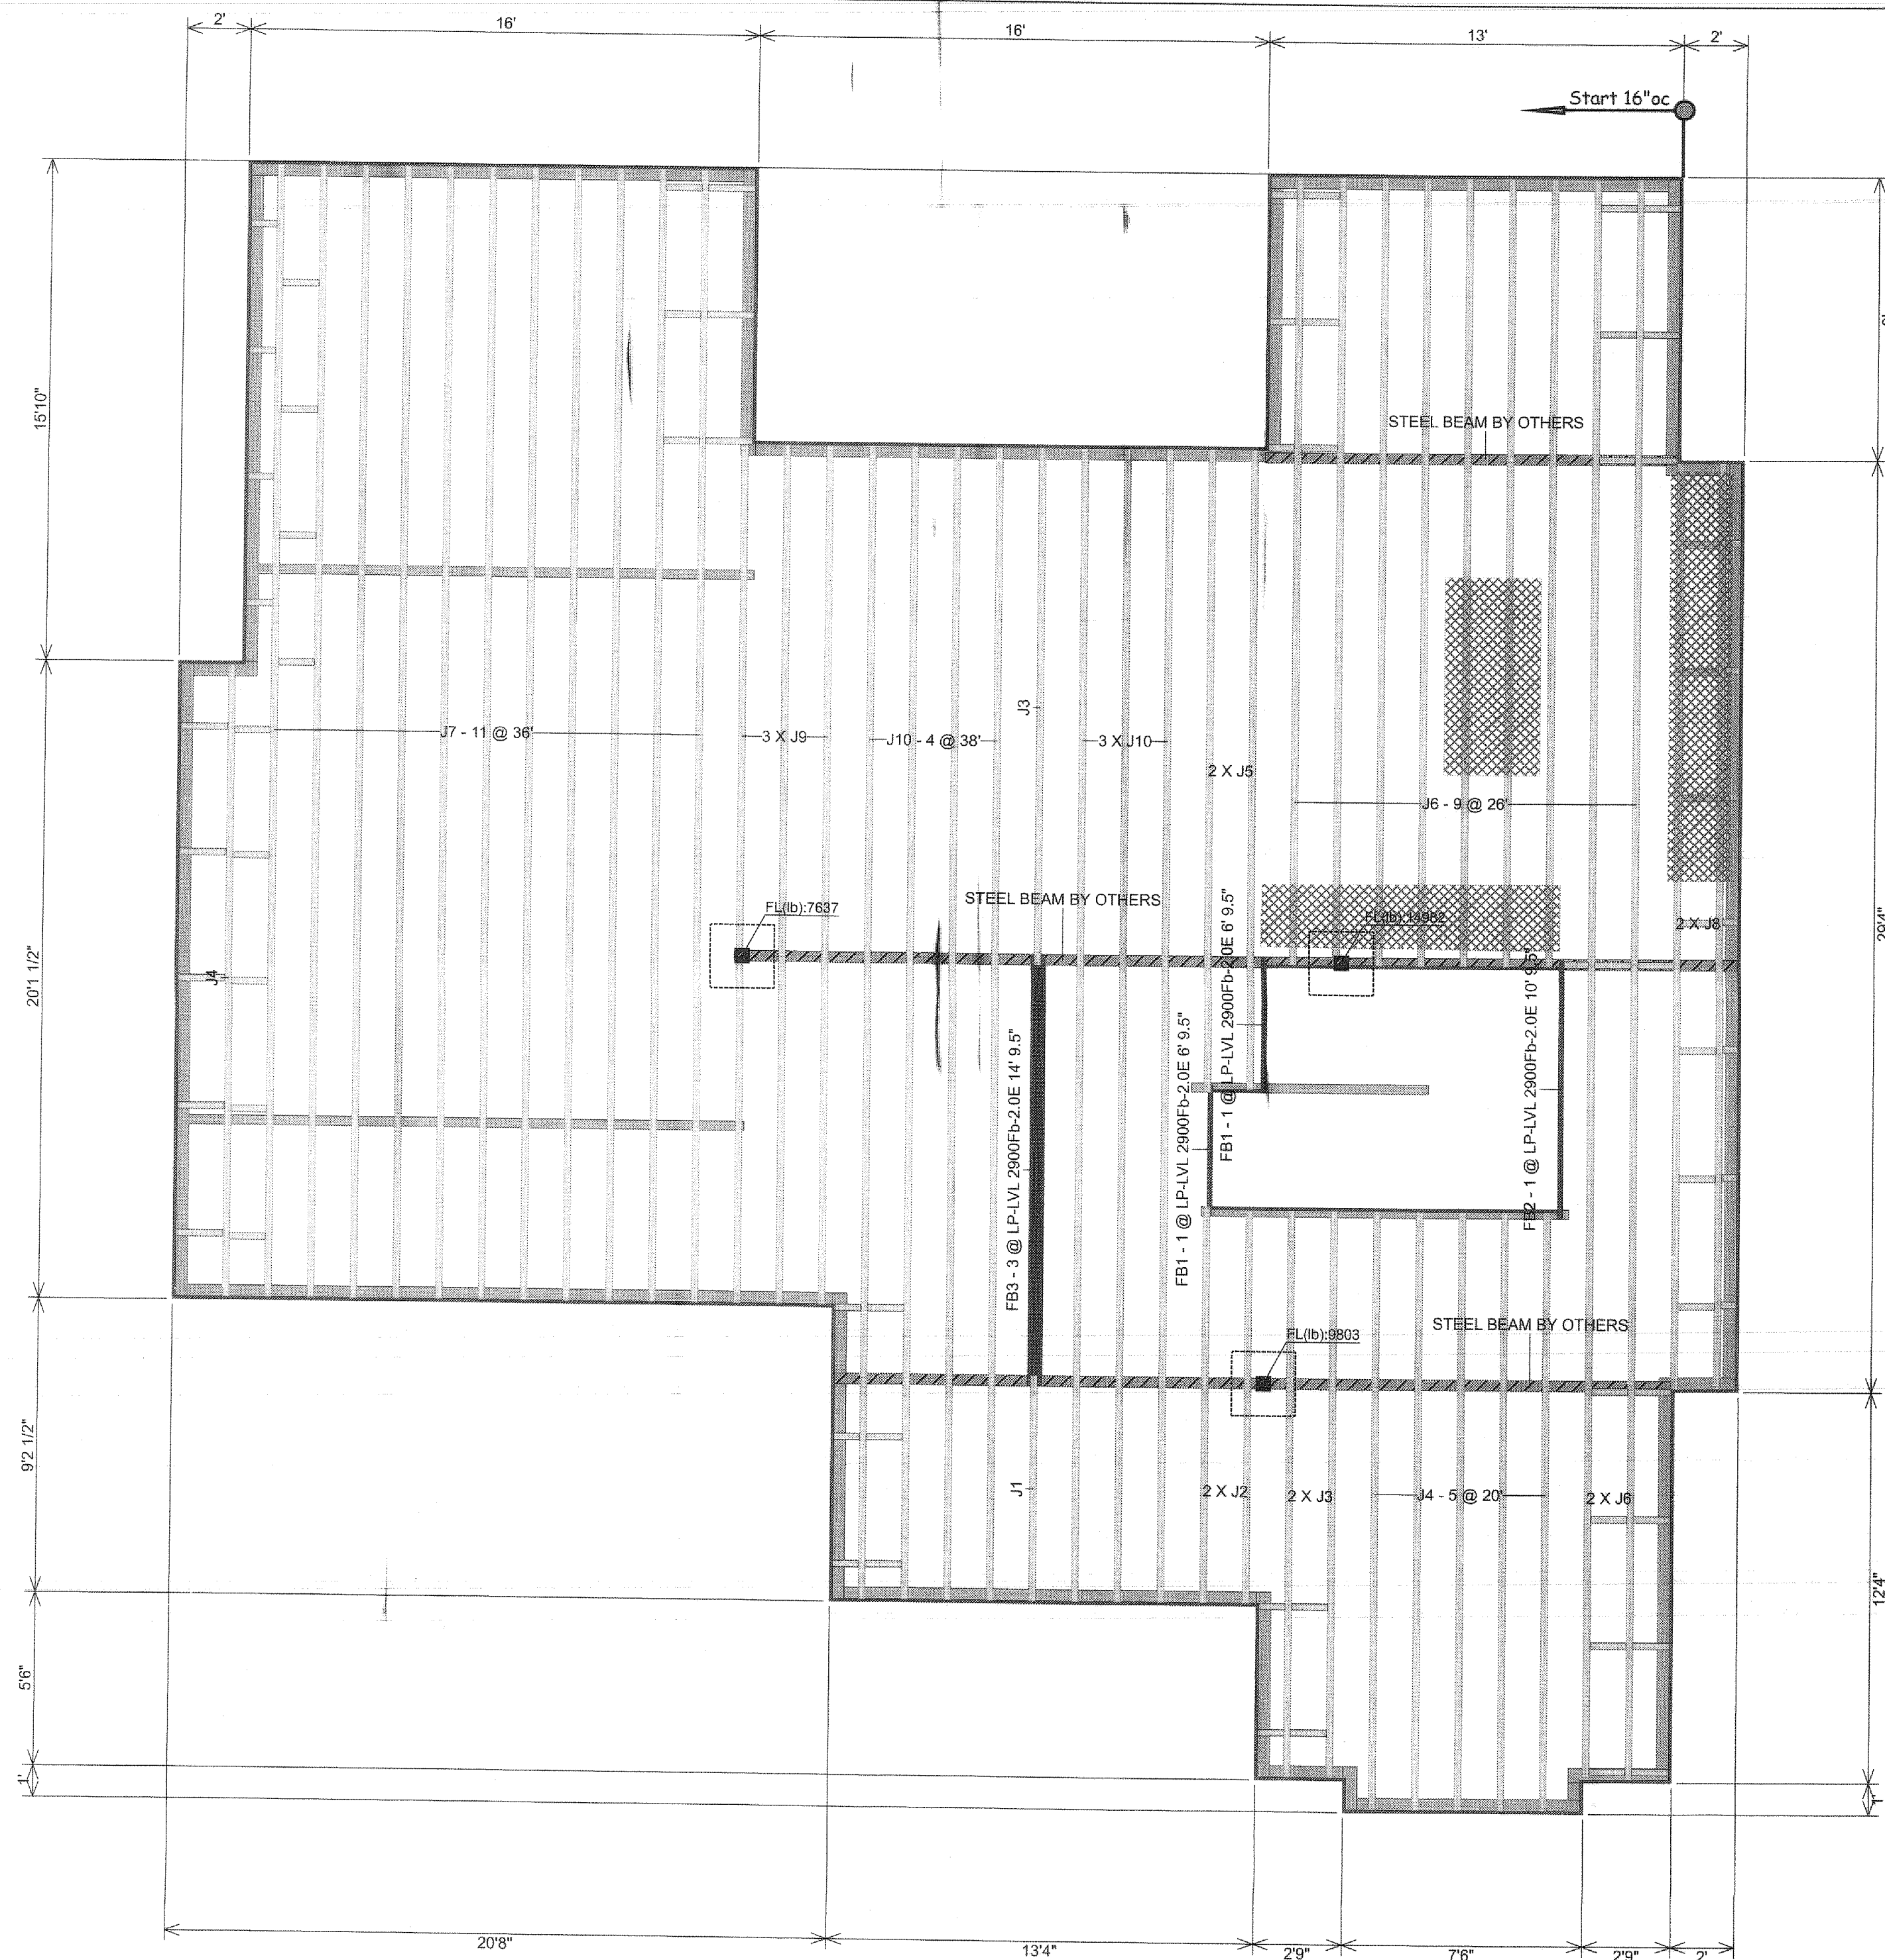 2'
16'
16'
13'
2'
Start 16"oc
STEEL BEAM BY OTHERS
15'10"
J3
J7 - 11 @ 36'
3 X J9
J10 - 4 @ 38'
3 X J10
2 X J5
J6 - 9 @ 26'
STEEL BEAM BY OTHERS
FL(lb):7637
FL(lb):14982
2 X J8
29'4"
J4
20'1 1/2"
FB3 - 3 @ LP-LVL 2900Fb-2.0E 14' 9.5"
FB1 - 1 @ LP-LVL 2900Fb-2.0E 6' 9.5"
FB1 - 1 @ LP-LVL 2900Fb-2.0E 6' 9.5"
FB2 - 1 @ LP-LVL 2900Fb-2.0E 10' 9.5"
FL(lb):9803
STEEL BEAM BY OTHERS
9'2 1/2"
J1
2 X J2
2 X J3
J4 - 5 @ 20'
2 X J6
12'4"
5'6"
1'
1'
20'8"
13'4"
2'9"
7'6"
2'9"
2'